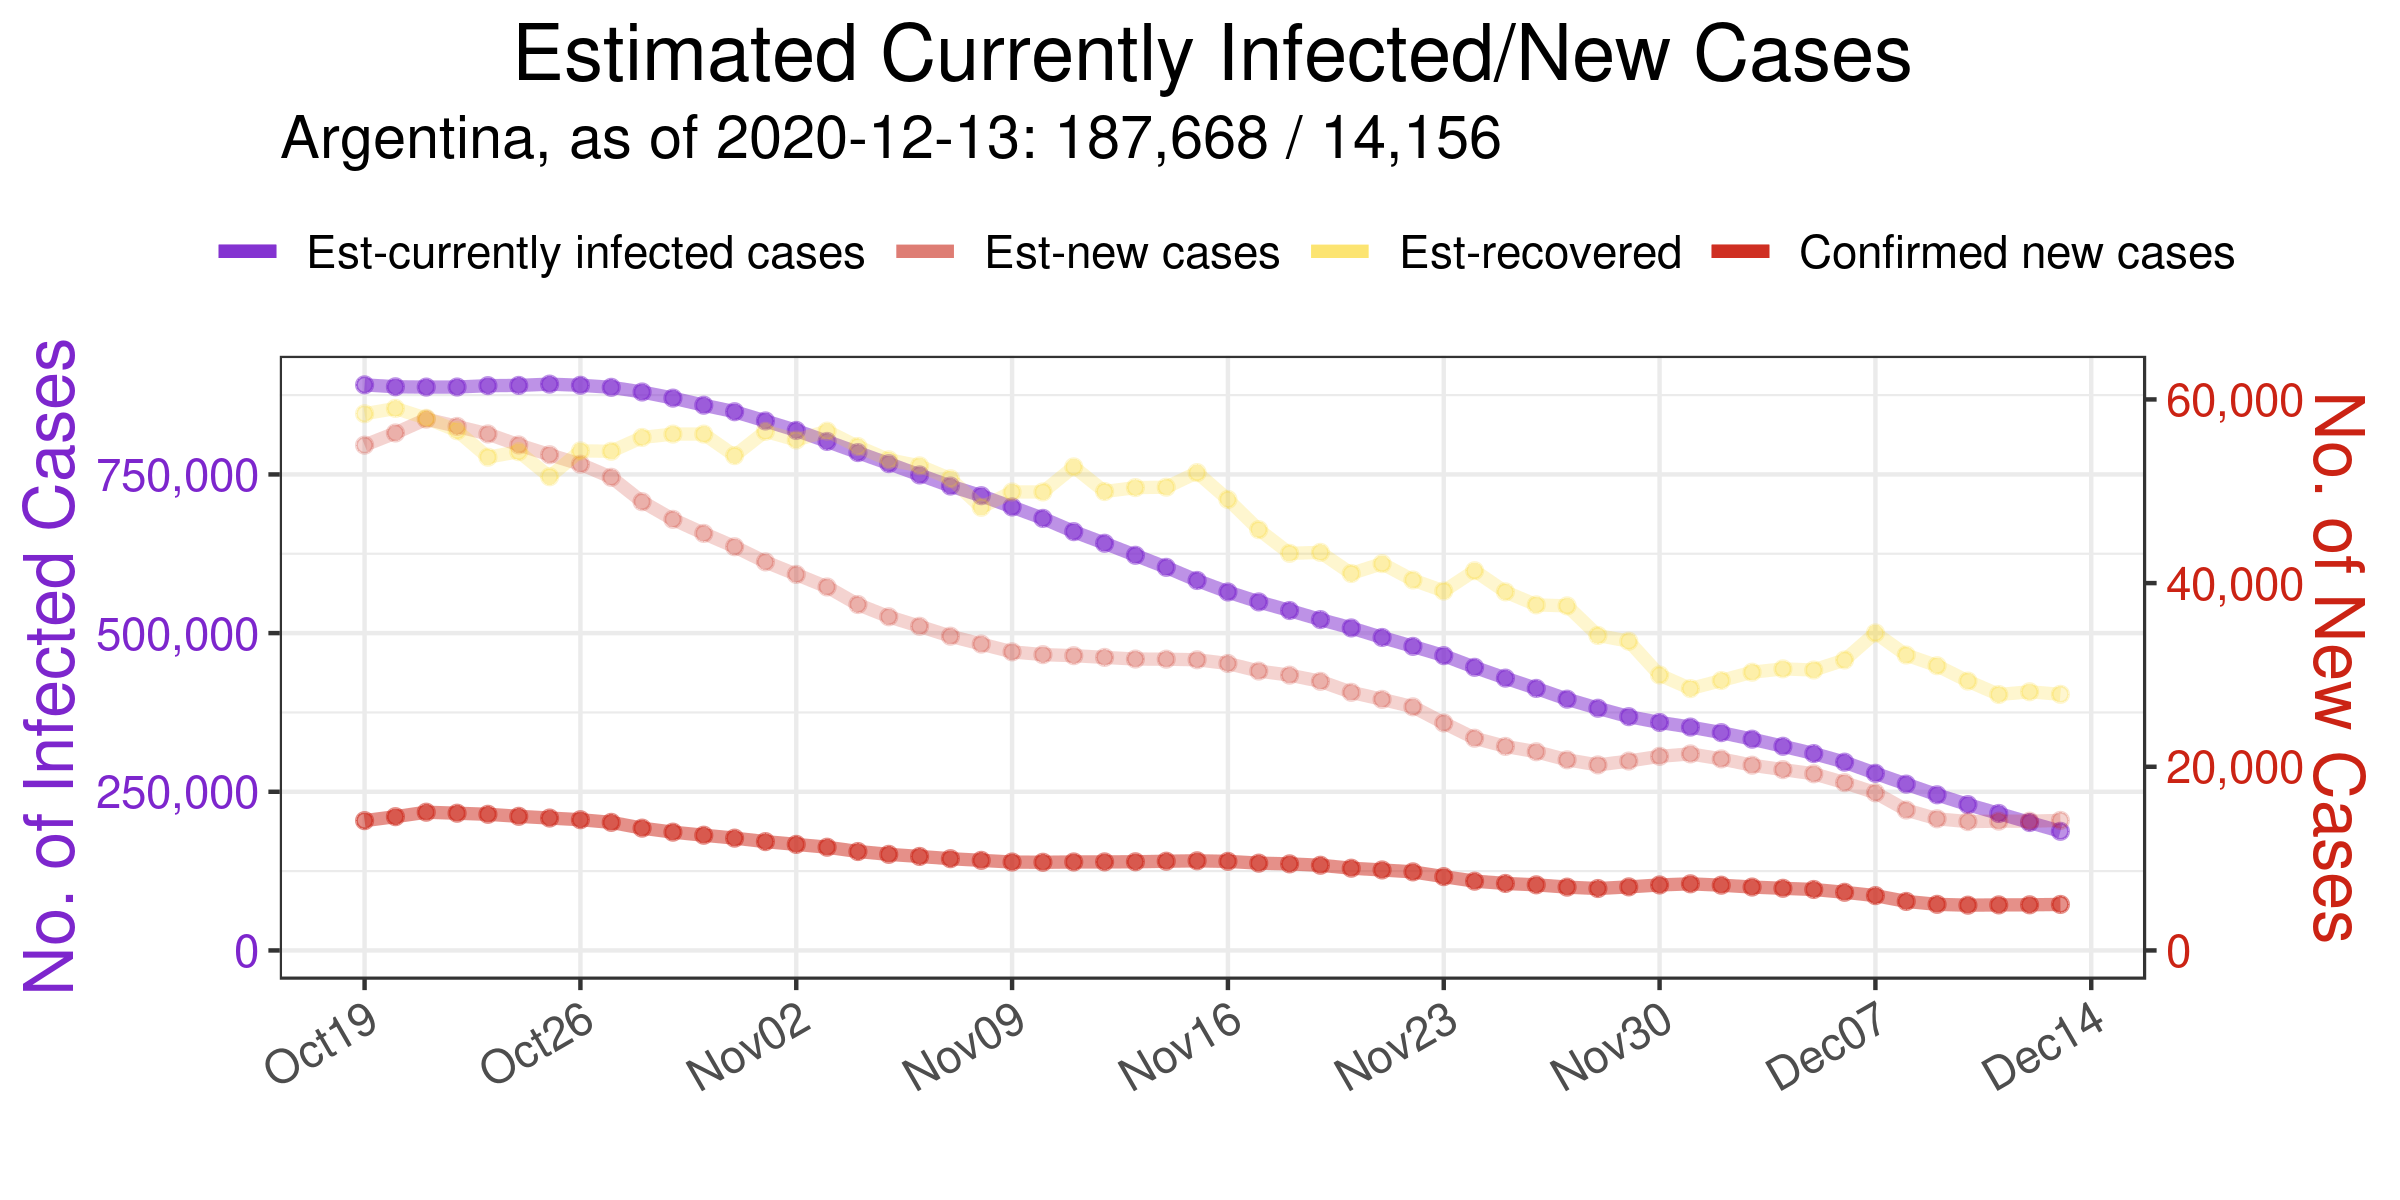 Estimated Currently Infected/New Cases
Argentina, as of 2020-12-13: 187,668 / 14,156
Est-currently infected cases Est-new cases Est-recovered Confirmed new cases
No. of Infected Cases
750,000
500,000
250,000
0
60,000
40,000
20,000
0
No. of New Cases
Oct19 Oct26 Nov02 Nov09 Nov16 Nov23 Nov30 Dec07 Dec14